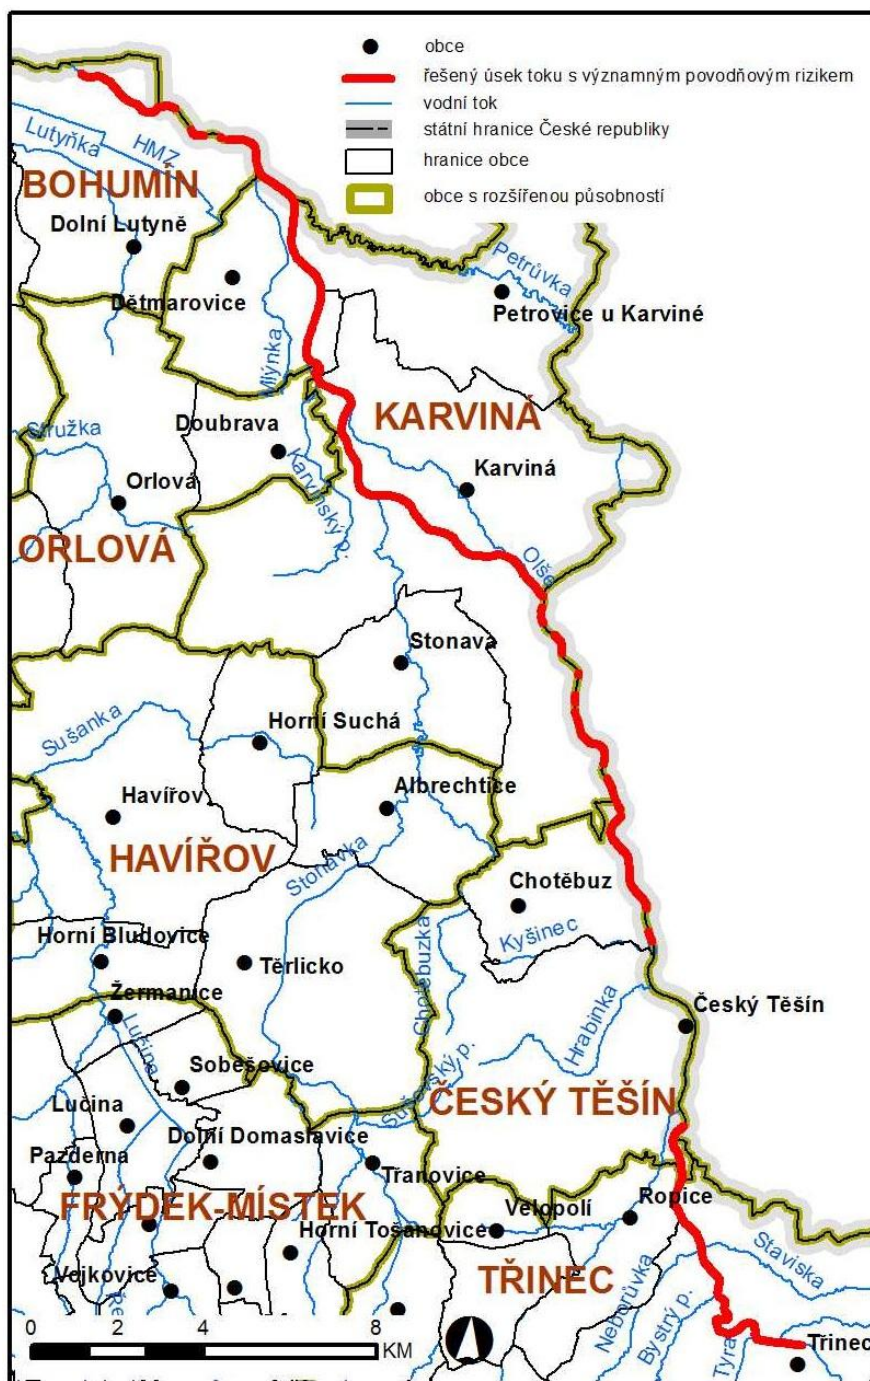 obce
řešený úsek toku s významným povodňovým rizikem
vodní tok
státní hranice České republiky
hranice obce
obce s rozšířenou působností
Lutyňka
HMZ
BOHUMÍN
Dolní Lutyně
Petrůvka
Dětmarovice
Petrovice u Karviné
Mlýnka
KARVINÁ
Doubrava
Stružka
Karvinský p.
Karviná
Orlová
ORLOVÁ
Olše
Stonava
Horní Suchá
Sušanka
Albrechtice
Havířov
HAVÍŘOV
Stonávka
Chotěbuz
Chotěbuzka
Kyšinec
Horní Bludovice
Těrlicko
Žermanice
Hrabinka
Český Těšín
Lučina
Sušovský p.
Soběšovice
ČESKÝ TĚŠÍN
Lučina
Dolní Domaslavice
Pazderna
Třanovice
FRÝDEK-MÍSTEK
Velopolí
Ropice
Horní Tošanovice
Staviska
Vojkovice
TŘINEC
Neborůvka
Bystrý p.
Tyra
Třinec
0 2 4 8
KM